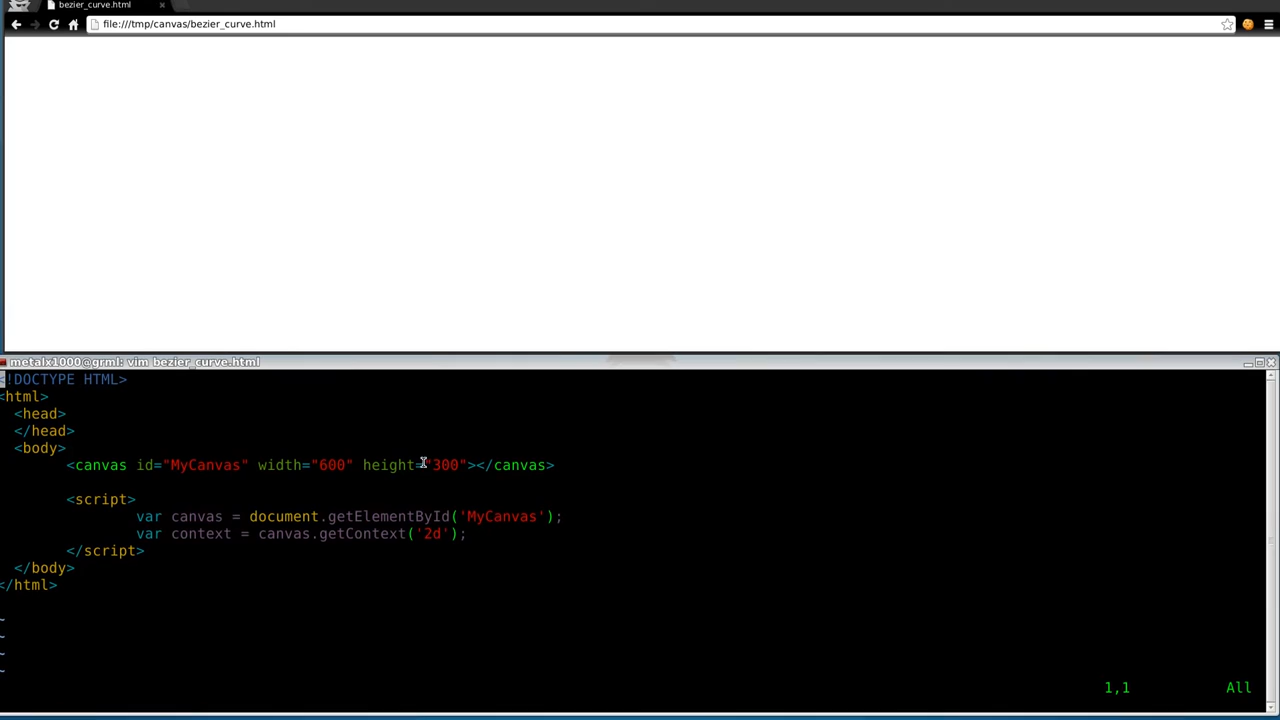 bezier_curve.html
file:///tmp/canvas/bezier_curve.html
metalx1000@grml: vim bezier_curve.html
<!DOCTYPE HTML>
<html>
<head>
</head>
<body>
<canvas id="MyCanvas" width="600" height="300"></canvas>
<script>
var canvas = document.getElementById('MyCanvas');
var context = canvas.getContext('2d');
</script>
</body>
</html>
~
~
~
~
1,1 All